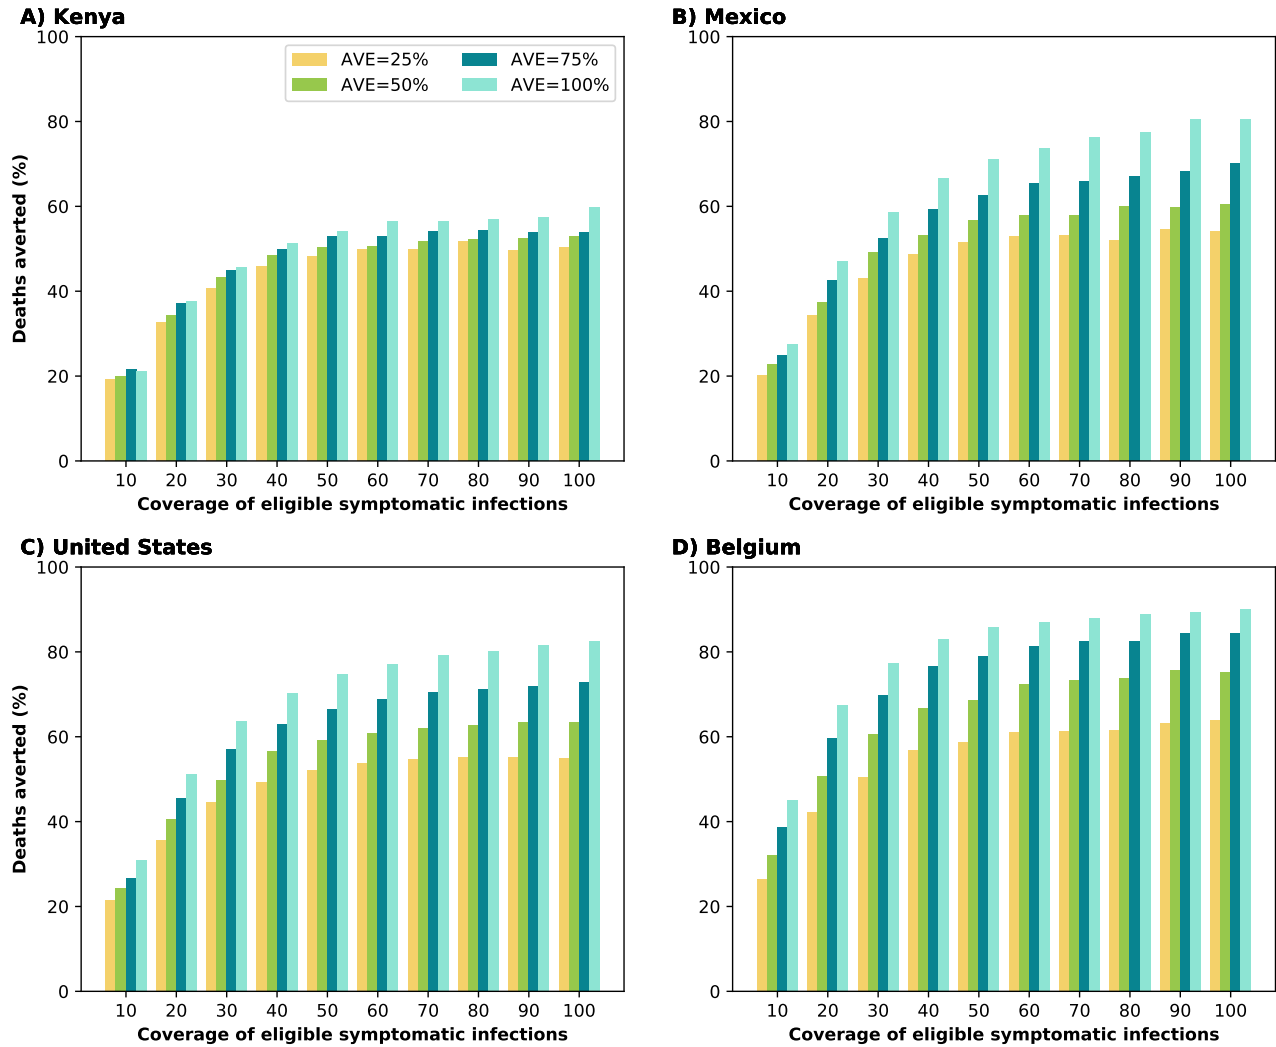 A) Kenya
100
80
60
40
20
0
Deaths averted (%)
AVE=25%
AVE=50%
AVE=75%
AVE=100%
10 20 30 40 50 60 70 80 90 100
Coverage of eligible symptomatic infections
B) Mexico
100
80
60
40
20
0
10 20 30 40 50 60 70 80 90 100
Coverage of eligible symptomatic infections
C) United States
100
80
60
40
20
0
Deaths averted (%)
10 20 30 40 50 60 70 80 90 100
Coverage of eligible symptomatic infections
D) Belgium
100
80
60
40
20
0
10 20 30 40 50 60 70 80 90 100
Coverage of eligible symptomatic infections